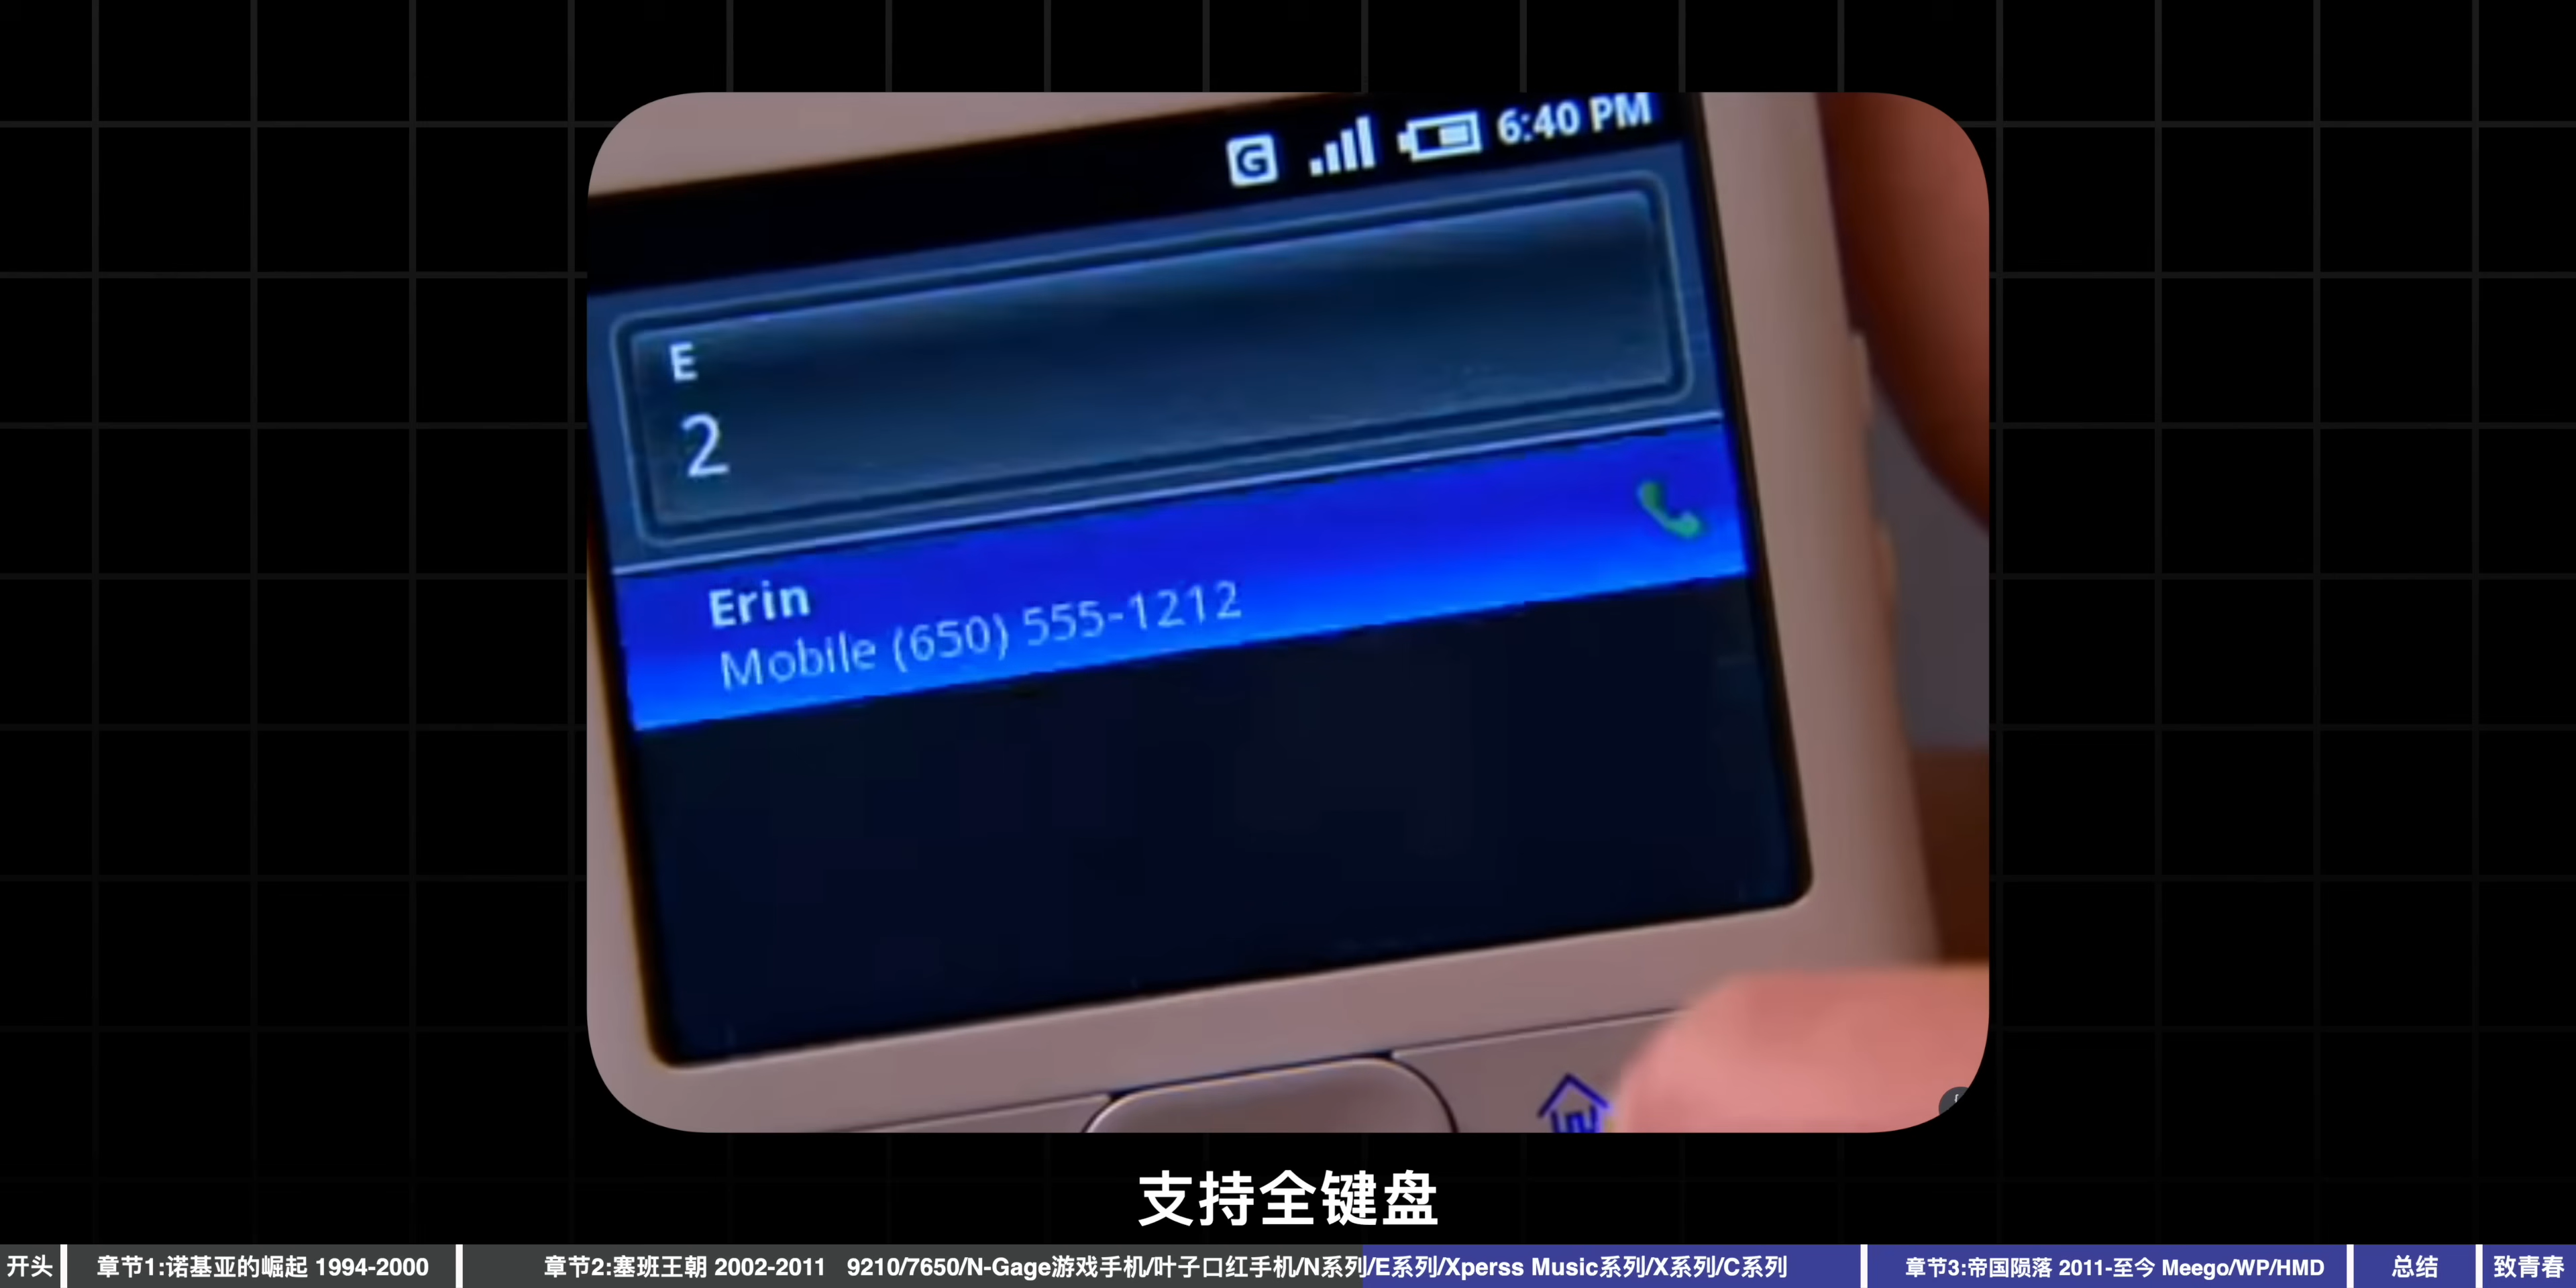 G 6:40 PM
E
2
Erin
Mobile (650) 555-1212
支持全键盘
开头
章节1:诺基亚的崛起 1994-2000
章节2:塞班王朝 2002-2011 9210/7650/N-Gage游戏手机/叶子口红手机/N系列/E系列/Xperss Music系列/X系列/C系列
章节3:帝国陨落 2011-至今 Meego/WP/HMD
总结
致青春